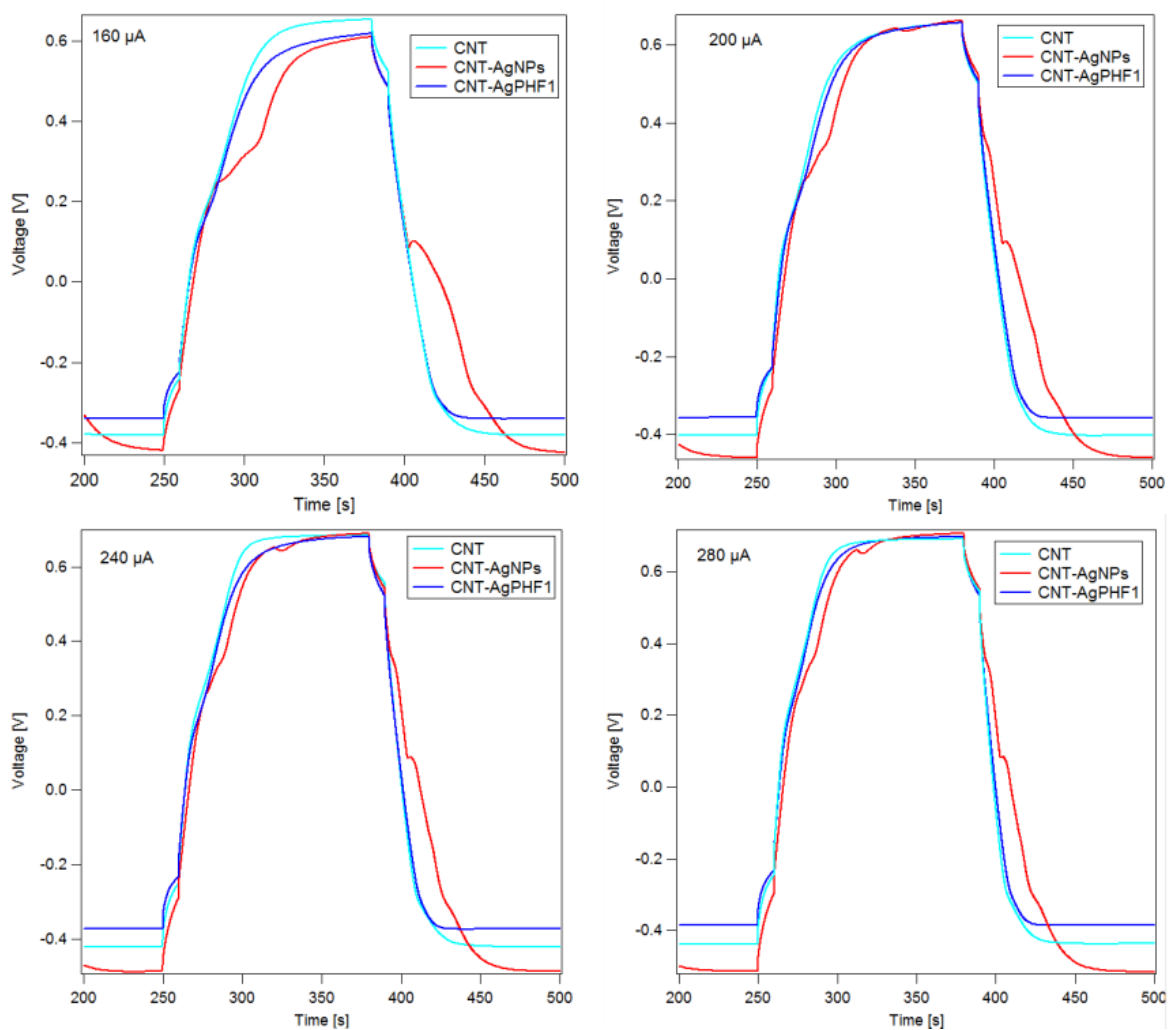 160 µA
CNT
CNT-AgNPs
CNT-AgPHF1
Voltage [V]
0.6
0.4
0.2
0.0
-0.2
-0.4
200 250 300 350 400 450 500
Time [s]
200 µA
CNT
CNT-AgNPs
CNT-AgPHF1
Voltage [V]
0.6
0.4
0.2
0.0
-0.2
-0.4
200 250 300 350 400 450 500
Time [s]
240 µA
CNT
CNT-AgNPs
CNT-AgPHF1
Voltage [V]
0.6
0.4
0.2
0.0
-0.2
-0.4
200 250 300 350 400 450 500
Time [s]
280 µA
CNT
CNT-AgNPs
CNT-AgPHF1
Voltage [V]
0.6
0.4
0.2
0.0
-0.2
-0.4
200 250 300 350 400 450 500
Time [s]